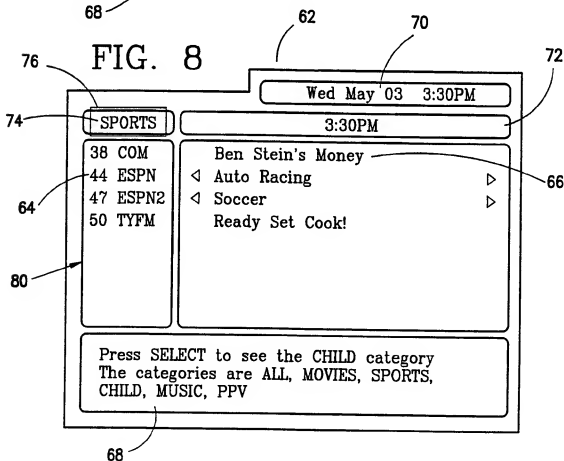 68
FIG. 8
62
70
76
72
Wed May 03 3:30PM
74
SPORTS
3:30PM
38 COM
Ben Stein's Money
44 ESPN
◁ Auto Racing ▷
66
64
47 ESPN2
◁ Soccer ▷
50 TYFM
Ready Set Cook!
80
Press SELECT to see the CHILD category
The categories are ALL, MOVIES, SPORTS,
CHILD, MUSIC, PPV
68